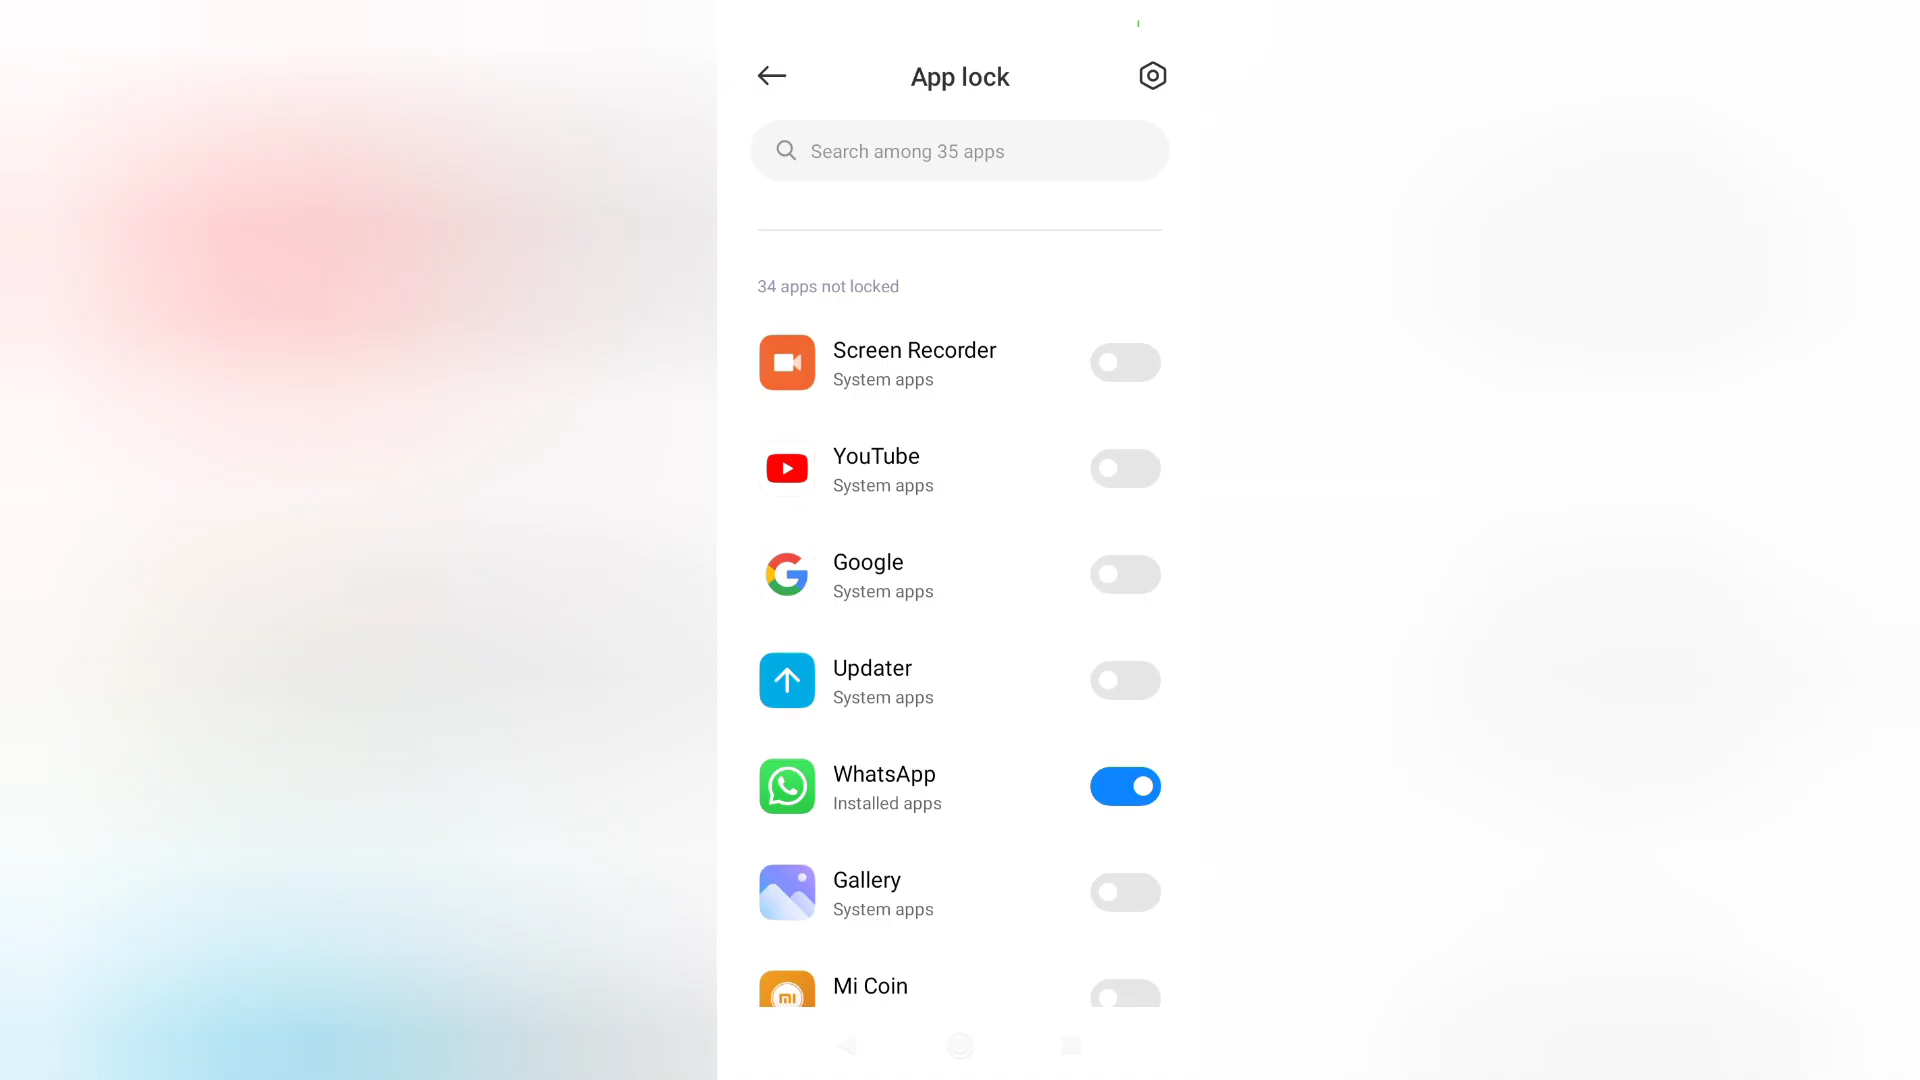 App lock
Search among 35 apps
34 apps not locked
Screen Recorder
System apps
YouTube
System apps
Google
System apps
Updater
System apps
WhatsApp
Installed apps
Gallery
System apps
Mi Coin